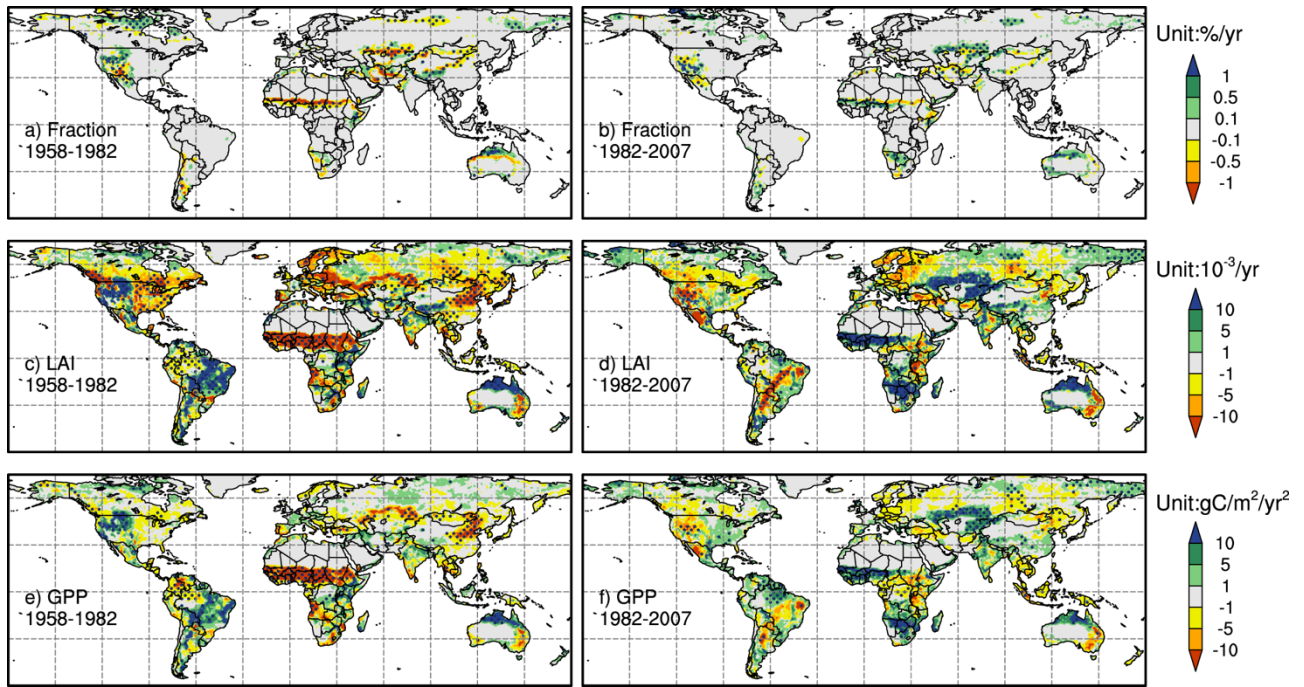 Unit:%/yr
1
0.5
0.1
-0.1
-0.5
-1
a) Fraction
1958-1982
b) Fraction
1982-2007
Unit:10⁻³/yr
10
5
1
-1
-5
-10
c) LAI
1958-1982
d) LAI
1982-2007
Unit:gC/m²/yr²
10
5
1
-1
-5
-10
e) GPP
1958-1982
f) GPP
1982-2007